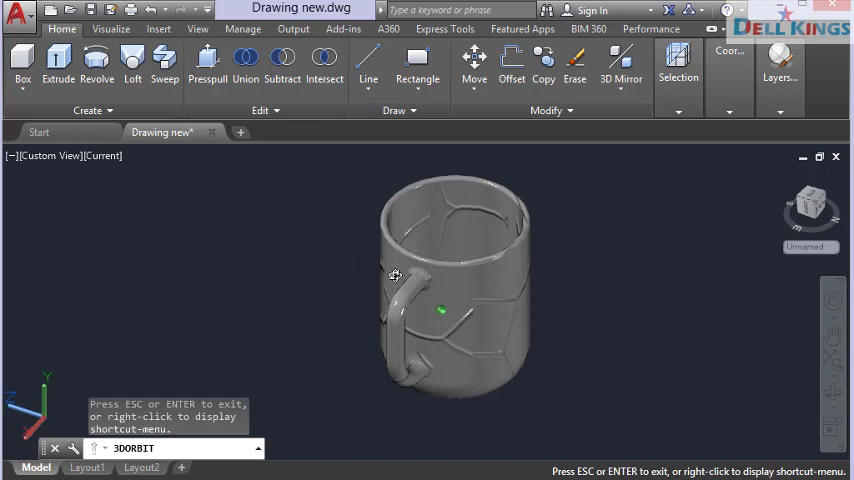 Drawing new.dwg
Type a keyword or phrase
Sign In
DELL KINGS
Home Visualize Insert View Manage Output Add-ins A360 Express Tools Featured Apps BIM 360 Performance
Box Extrude Revolve Loft Sweep Presspull Union Subtract Intersect Line Rectangle Move Offset Copy Erase 3D Mirror Selection Coor... Layers...
Create Edit Draw Modify
Start Drawing new*
[−][Custom View][Current]
Unnamed
Y
Z
Press ESC or ENTER to exit,
or right-click to display
shortcut-menu.
3DORBIT
Model Layout1 Layout2
Press ESC or ENTER to exit, or right-click to display shortcut-menu.